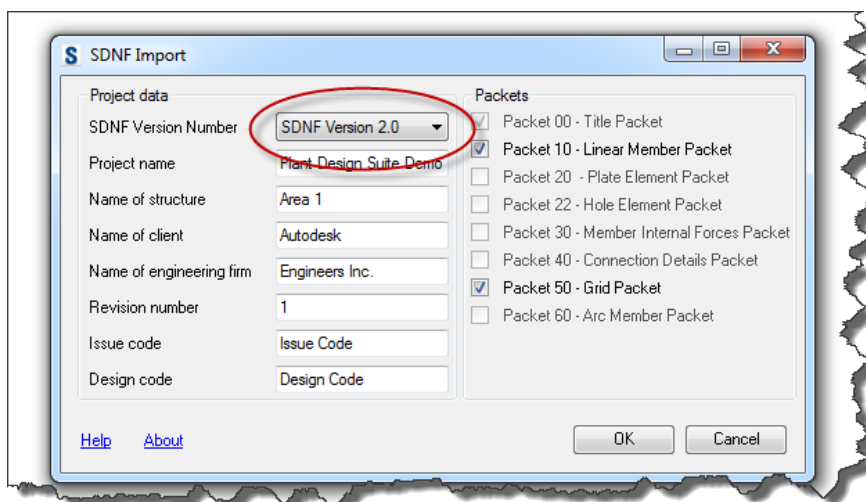 S SDNF Import
Project data
SDNF Version Number SDNF Version 2.0
Project name Plant Design Suite Demo
Name of structure Area 1
Name of client Autodesk
Name of engineering firm Engineers Inc.
Revision number 1
Issue code Issue Code
Design code Design Code
Packets
Packet 00 - Title Packet
Packet 10 - Linear Member Packet
Packet 20 - Plate Element Packet
Packet 22 - Hole Element Packet
Packet 30 - Member Internal Forces Packet
Packet 40 - Connection Details Packet
Packet 50 - Grid Packet
Packet 60 - Arc Member Packet
Help About
OK Cancel